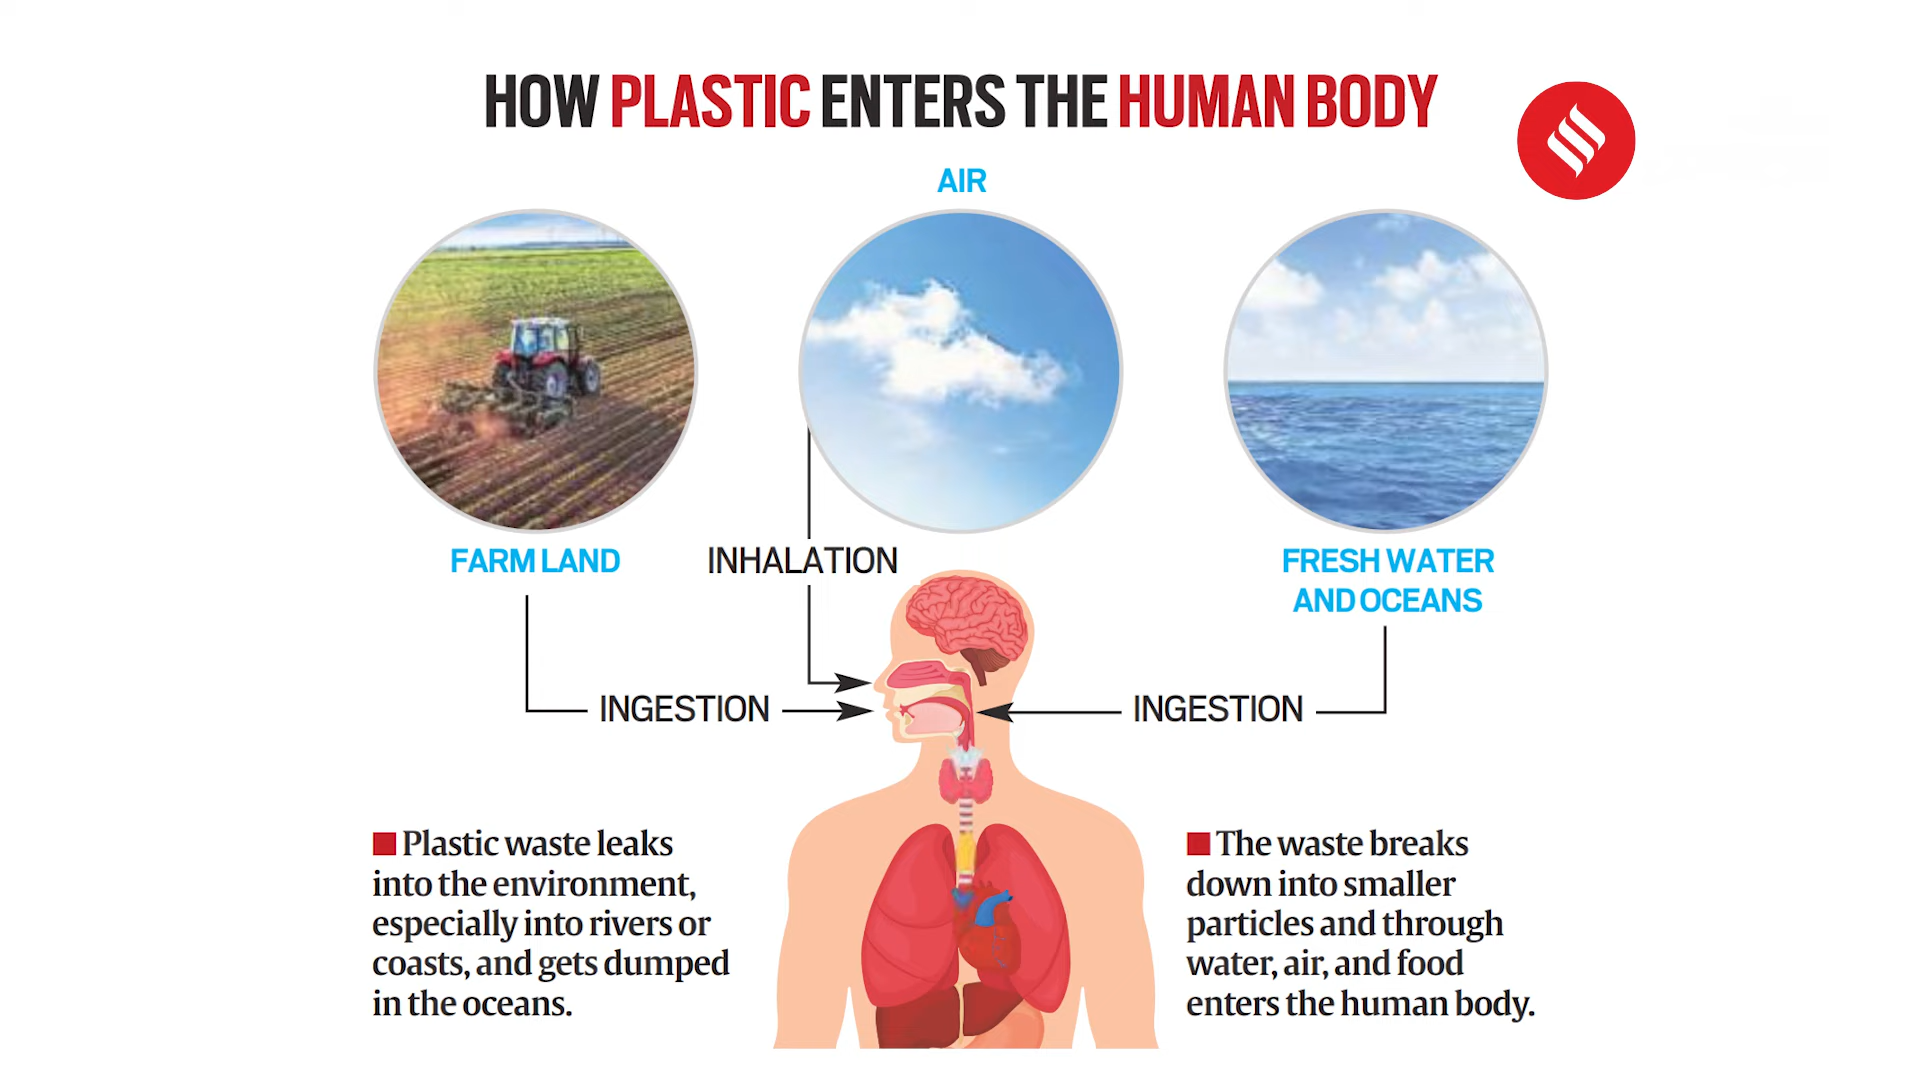 HOW PLASTIC ENTERS THE HUMAN BODY
AIR
FARM LAND
INHALATION
FRESH WATER
AND OCEANS
INGESTION
INGESTION
Plastic waste leaks
into the environment,
especially into rivers or
coasts, and gets dumped
in the oceans.
The waste breaks
down into smaller
particles and through
water, air, and food
enters the human body.